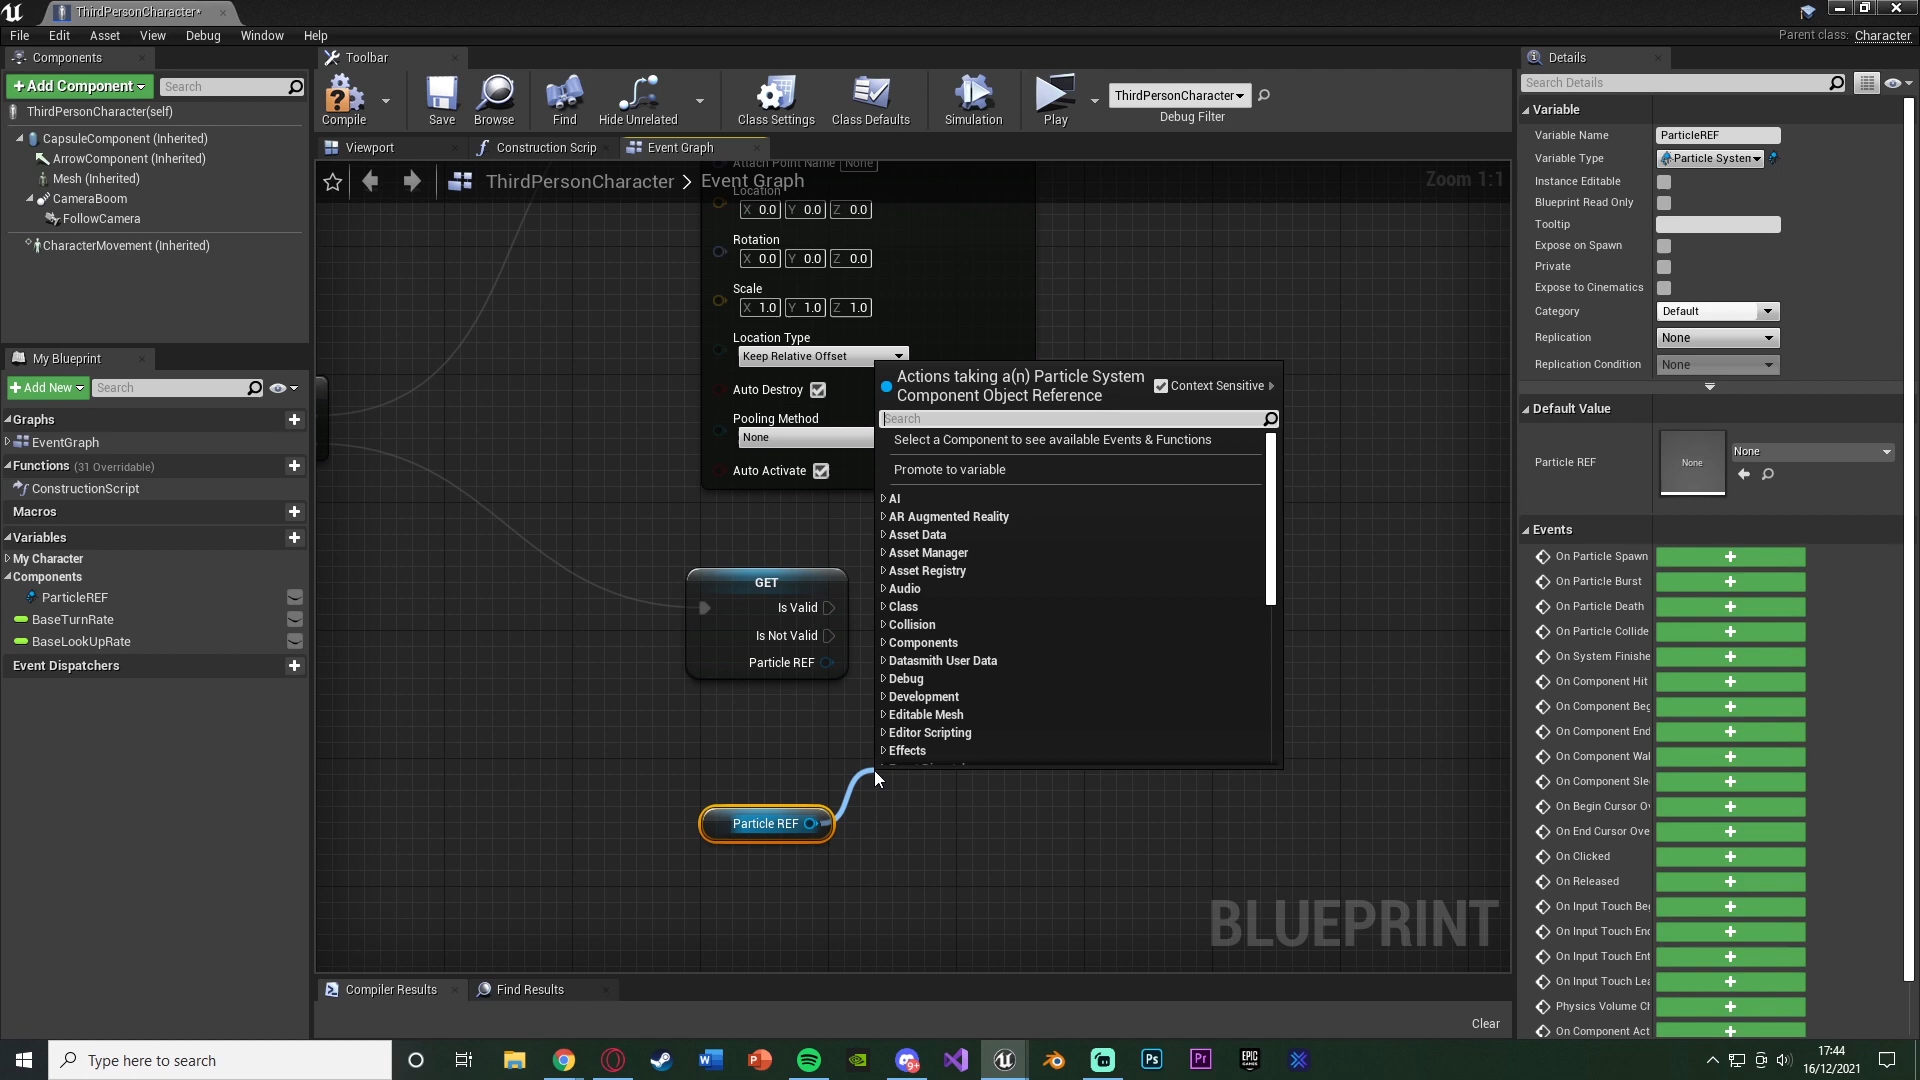 ThirdPersonCharacter*
File Edit Asset View Debug Window Help
Parent class: Character
Components
+Add Component
Search
ThirdPersonCharacter(self)
CapsuleComponent (Inherited)
ArrowComponent (Inherited)
Mesh (Inherited)
CameraBoom
FollowCamera
CharacterMovement (Inherited)
My Blueprint
+Add New
Search
Graphs
EventGraph
Functions (31 Overridable)
ConstructionScript
Macros
Variables
My Character
Components
ParticleREF
BaseTurnRate
BaseLookUpRate
Event Dispatchers
Toolbar
Compile
Save
Browse
Find
Hide Unrelated
Class Settings
Class Defaults
Simulation
Play
ThirdPersonCharacter
Debug Filter
Viewport
Construction Scrip
Event Graph
ThirdPersonCharacter > Event Graph
Zoom 1:1
Attach Point Name None
Location
X 0.0 Y 0.0 Z 0.0
Rotation
X 0.0 Y 0.0 Z 0.0
Scale
X 1.0 Y 1.0 Z 1.0
Location Type
Keep Relative Offset
Auto Destroy
Pooling Method
None
Auto Activate
GET
Is Valid
Is Not Valid
Particle REF
Particle REF
Actions taking a(n) Particle System
Component Object Reference
Context Sensitive
Search
Select a Component to see available Events & Functions
Promote to variable
AI
AR Augmented Reality
Asset Data
Asset Manager
Asset Registry
Audio
Class
Collision
Components
Datasmith User Data
Debug
Development
Editable Mesh
Editor Scripting
Effects
BLUEPRINT
Compiler Results
Find Results
Clear
Details
Search Details
Variable
Variable Name ParticleREF
Variable Type Particle System
Instance Editable
Blueprint Read Only
Tooltip
Expose on Spawn
Private
Expose to Cinematics
Category Default
Replication None
Replication Condition None
Default Value
Particle REF
None
None
Events
On Particle Spawn
On Particle Burst
On Particle Death
On Particle Collide
On System Finishe
On Component Hit
On Component Beg
On Component End
On Component Wal
On Component Sle
On Begin Cursor Ov
On End Cursor Ove
On Clicked
On Released
On Input Touch Beg
On Input Touch End
On Input Touch Ent
On Input Touch Lea
Physics Volume Ch
On Component Act
Type here to search
17:44
16/12/2021